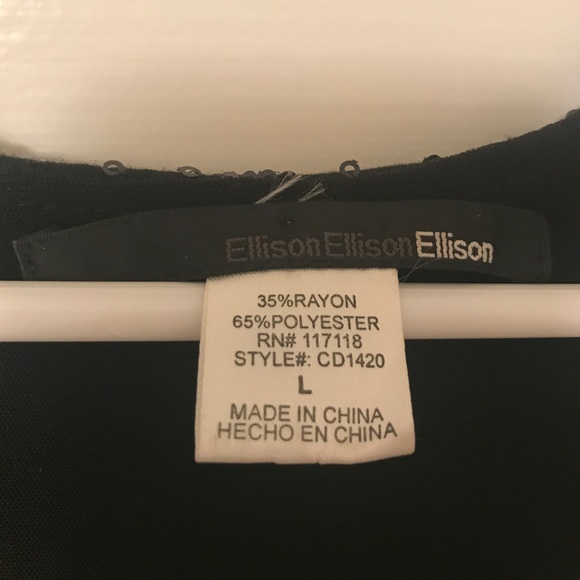 EllisonEllisonEllison
35%RAYON
65%POLYESTER
RN# 117118
STYLE#: CD1420
L
MADE IN CHINA
HECHO EN CHINA